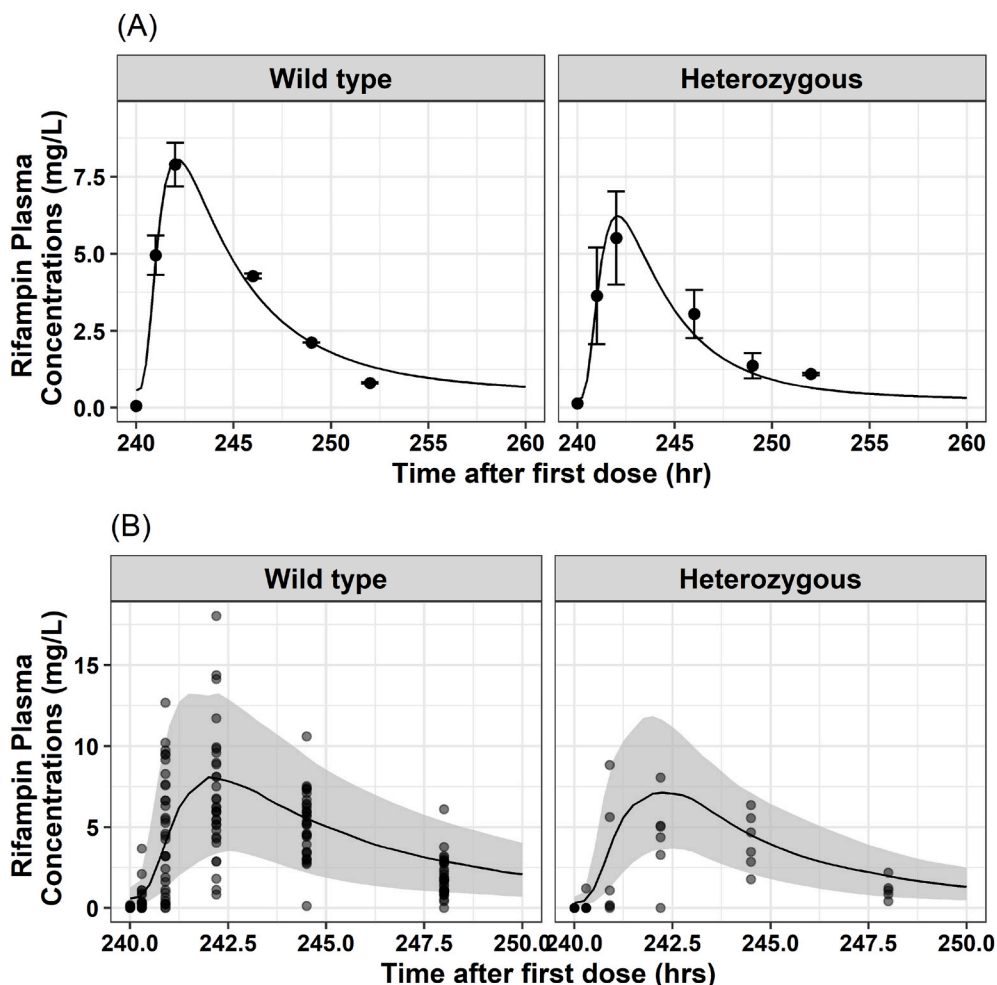 (A)
Wild type
Heterozygous
Rifampin Plasma
Concentrations (mg/L)
7.5
5.0
2.5
0.0
240 245 250 255 260
240 245 250 255 260
Time after first dose (hr)
(B)
Wild type
Heterozygous
Rifampin Plasma
Concentrations (mg/L)
15
10
5
0
240.0 242.5 245.0 247.5 250.0
240.0 242.5 245.0 247.5 250.0
Time after first dose (hrs)